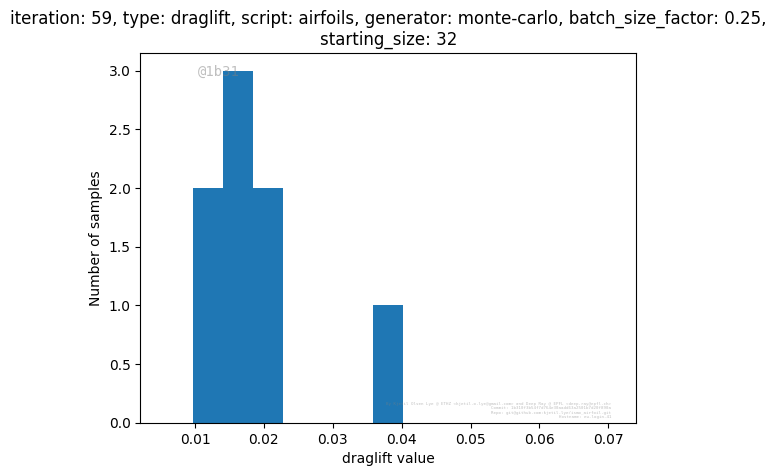 iteration: 59, type: draglift, script: airfoils, generator: monte-carlo, batch_size_factor: 0.25,
starting_size: 32
@1b31
3.0
2.5
2.0
1.5
1.0
0.5
0.0
Number of samples
0.01 0.02 0.03 0.04 0.05 0.06 0.07
draglift value